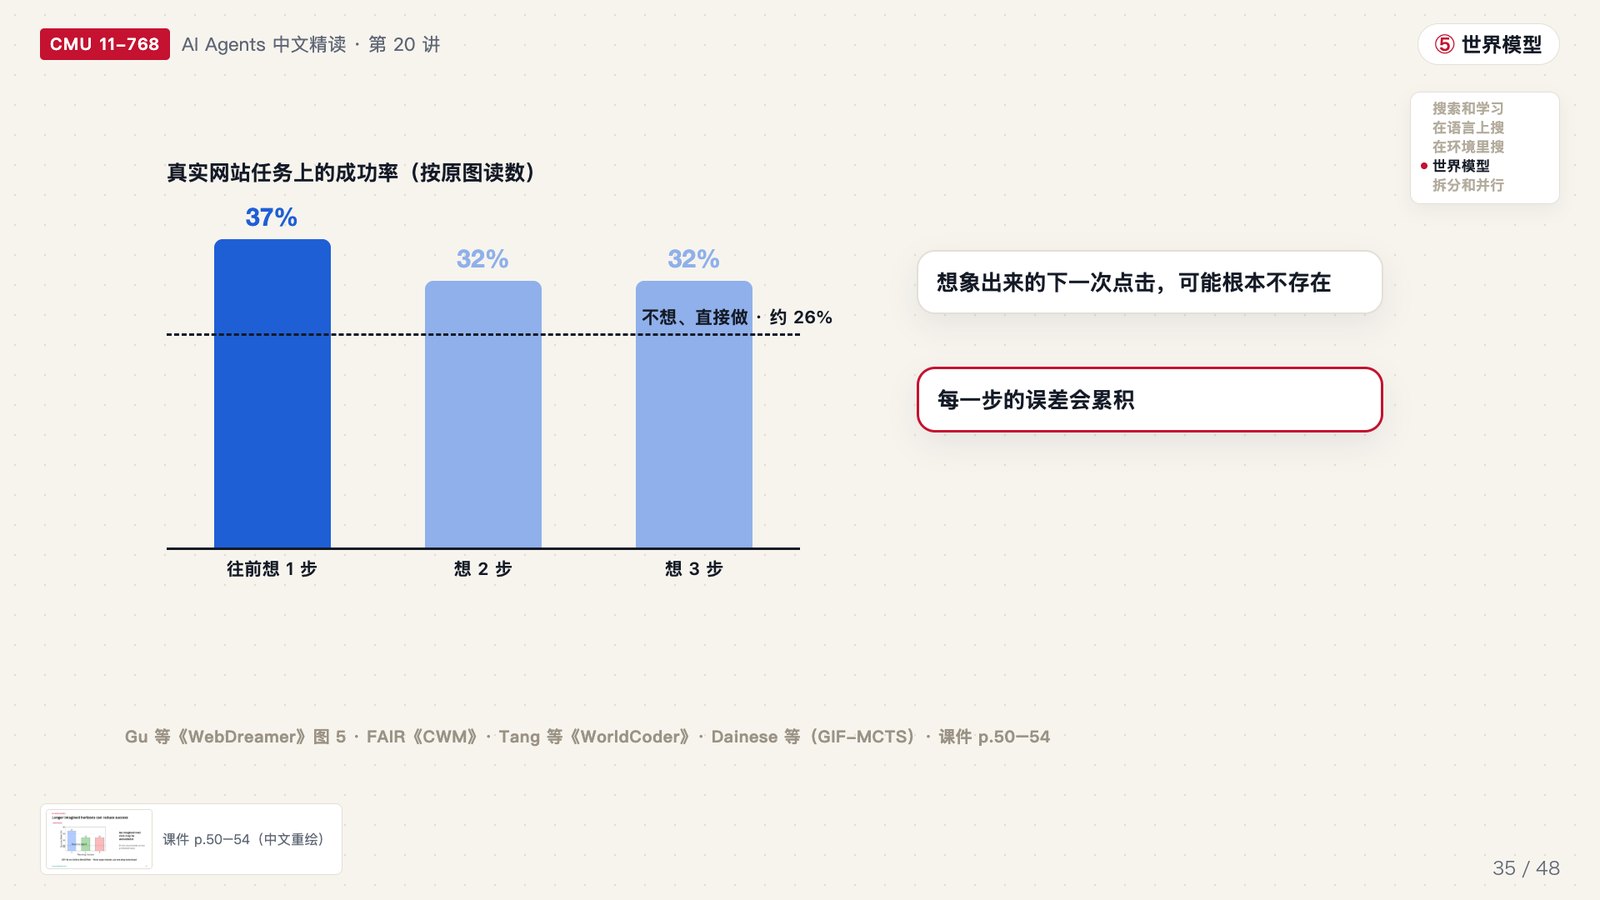 CMU 11-768 AI Agents 中文精读 · 第 20 讲
⑤ 世界模型
搜索和学习
在语言上搜
在环境里搜
世界模型
拆分和并行
真实网站任务上的成功率（按原图读数）
37%
32%
32%
不想、直接做 · 约 26%
往前想 1 步
想 2 步
想 3 步
想象出来的下一次点击，可能根本不存在
每一步的误差会累积
Gu 等《WebDreamer》图 5 · FAIR《CWM》 · Tang 等《WorldCoder》 · Dainese 等（GIF-MCTS） · 课件 p.50–54
Longer imagined horizons can reduce success
课件 p.50–54（中文重绘）
35 / 48